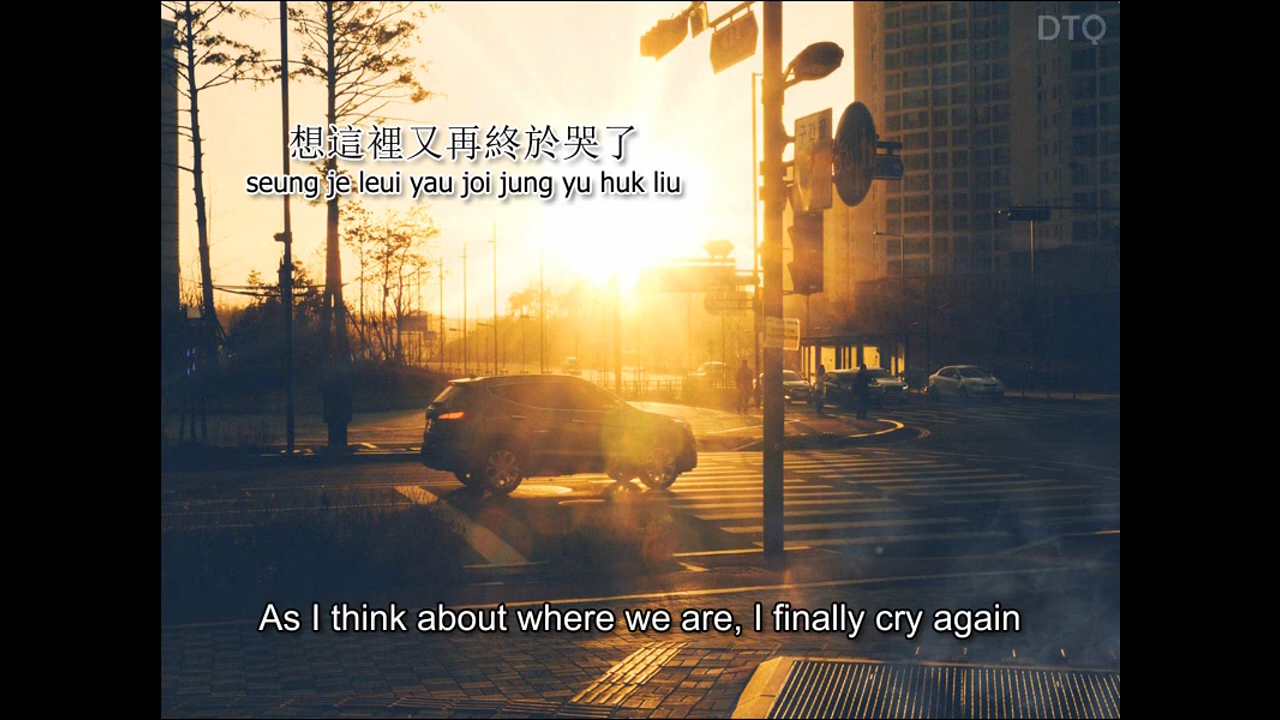 DTQ
想這裡又再終於哭了
seung je leui yau joi jung yu huk liu
As I think about where we are, I finally cry again